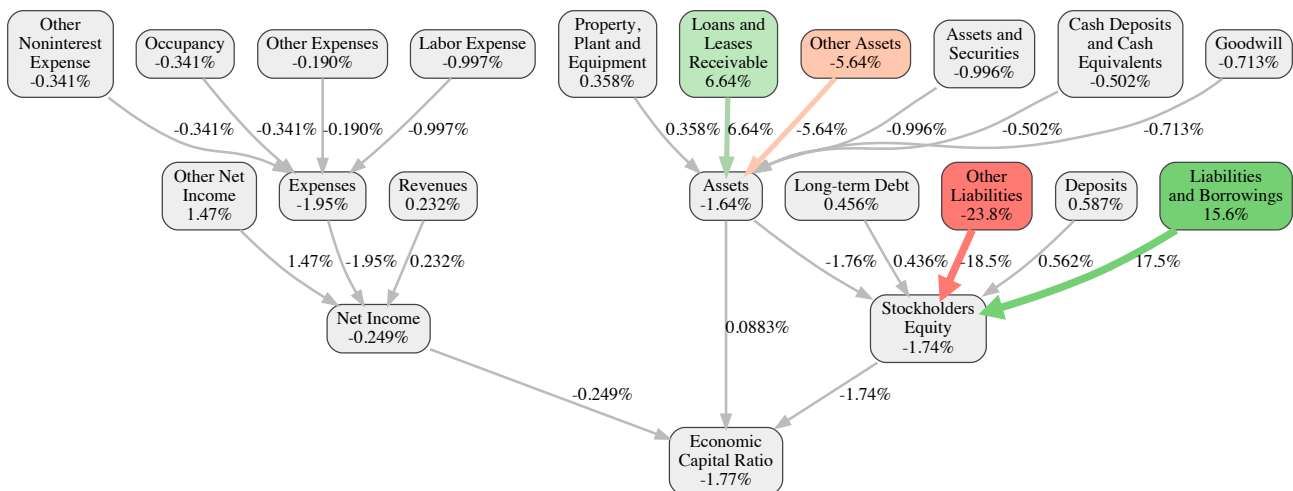 Other
Noninterest
Expense
-0.341%
Occupancy
-0.341%
Other Expenses
-0.190%
Labor Expense
-0.997%
Property,
Plant and
Equipment
0.358%
Loans and
Leases
Receivable
6.64%
Other Assets
-5.64%
Assets and
Securities
-0.996%
Cash Deposits
and Cash
Equivalents
-0.502%
Goodwill
-0.713%
-0.341%
-0.341%
-0.190%
-0.997%
0.358%
6.64%
-5.64%
-0.996%
-0.502%
-0.713%
Other Net
Income
1.47%
Expenses
-1.95%
Revenues
0.232%
Assets
-1.64%
Long-term Debt
0.456%
Other
Liabilities
-23.8%
Deposits
0.587%
Liabilities
and Borrowings
15.6%
1.47%
-1.95%
0.232%
-1.76%
0.436%
-18.5%
0.562%
17.5%
Net Income
-0.249%
0.0883%
Stockholders
Equity
-1.74%
-0.249%
-1.74%
Economic
Capital Ratio
-1.77%